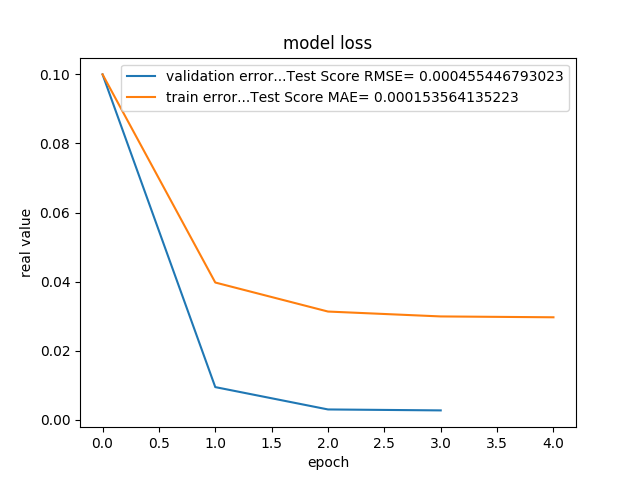 model loss
validation error...Test Score RMSE= 0.000455446793023
train error...Test Score MAE= 0.000153564135223
real value
0.10
0.08
0.06
0.04
0.02
0.00
0.0 0.5 1.0 1.5 2.0 2.5 3.0 3.5 4.0
epoch